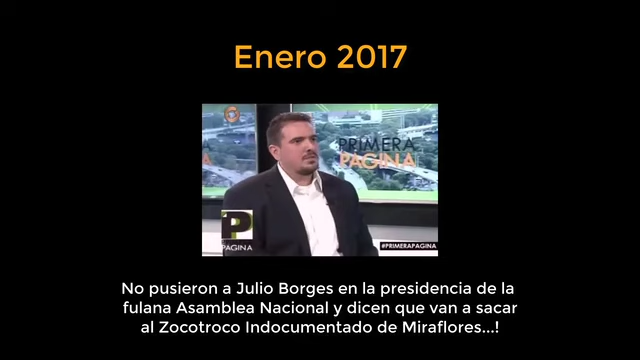 Enero 2017
PRIMERA
PAGINA
P
PAGINA
#PRIMERAPAGINA
No pusieron a Julio Borges en la presidencia de la
fulana Asamblea Nacional y dicen que van a sacar
al Zocotroco Indocumentado de Miraflores...!